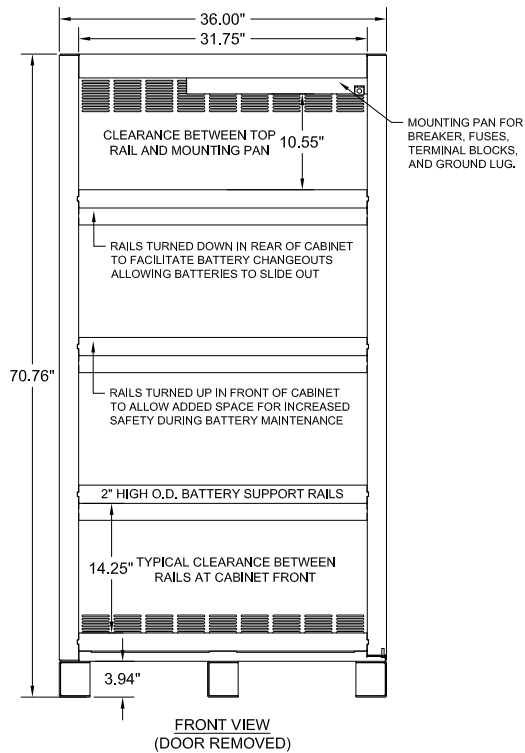 36.00"
31.75"
MOUNTING PAN FOR
BREAKER, FUSES,
TERMINAL BLOCKS,
AND GROUND LUG.
CLEARANCE BETWEEN TOP
RAIL AND MOUNTING PAN
10.55"
RAILS TURNED DOWN IN REAR OF CABINET
TO FACILITATE BATTERY CHANGEOUTS
ALLOWING BATTERIES TO SLIDE OUT
70.76"
RAILS TURNED UP IN FRONT OF CABINET
TO ALLOW ADDED SPACE FOR INCREASED
SAFETY DURING BATTERY MAINTENANCE
2" HIGH O.D. BATTERY SUPPORT RAILS
14.25"
TYPICAL CLEARANCE BETWEEN
RAILS AT CABINET FRONT
3.94"
FRONT VIEW
(DOOR REMOVED)